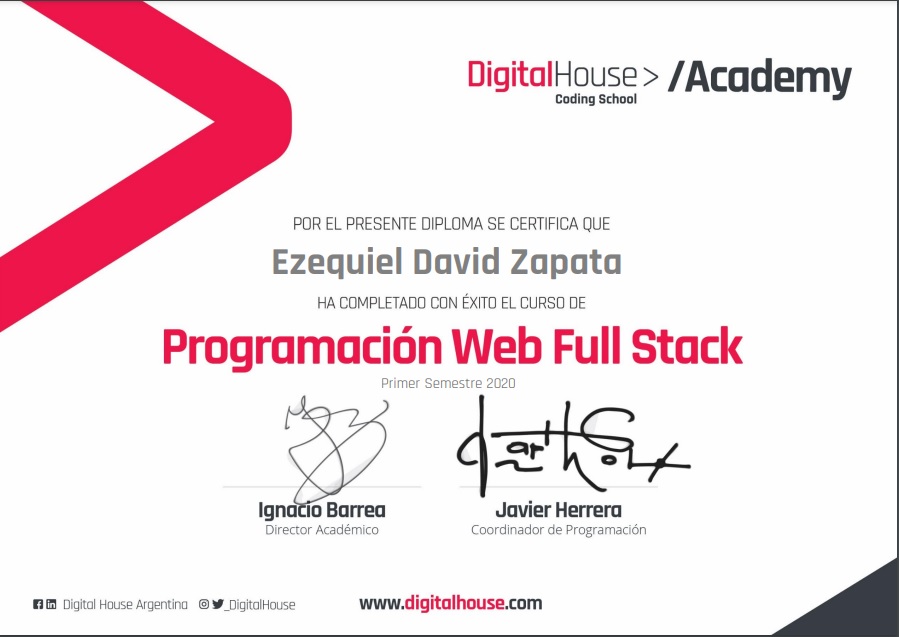 DigitalHouse> /Academy
Coding School
POR EL PRESENTE DIPLOMA SE CERTIFICA QUE
Ezequiel David Zapata
HA COMPLETADO CON ÉXITO EL CURSO DE
Programación Web Full Stack
Primer Semestre 2020
Ignacio Barrea Javier Herrera
Director Académico Coordinador de Programación
Digital House Argentina _DigitalHouse www.digitalhouse.com